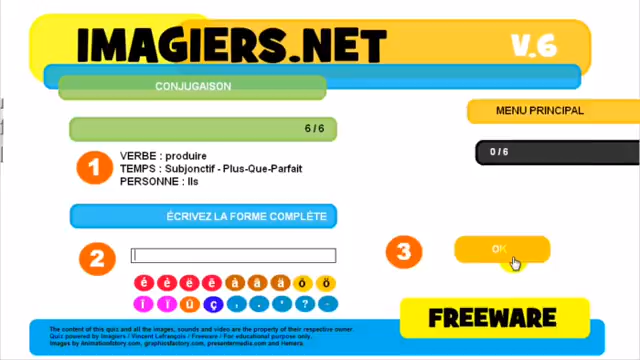 IMAGIERS.NET
V.6
CONJUGAISON
MENU PRINCIPAL
6 / 6
0 / 6
1
VERBE : produire
TEMPS : Subjonctif - Plus-Que-Parfait
PERSONNE : Ils
ÉCRIVEZ LA FORME COMPLÈTE
2
3
OK
ç
' ? -
FREEWARE
The content of this quiz and all the images, sounds and video are the property of their respective owner
Quiz powered by Imagiers / Vincent Lefrançois / Freeware / For educational purpose only.
Images by Animationfatory.com, graphicsfactory.com, presentermedia.com and Hemera.